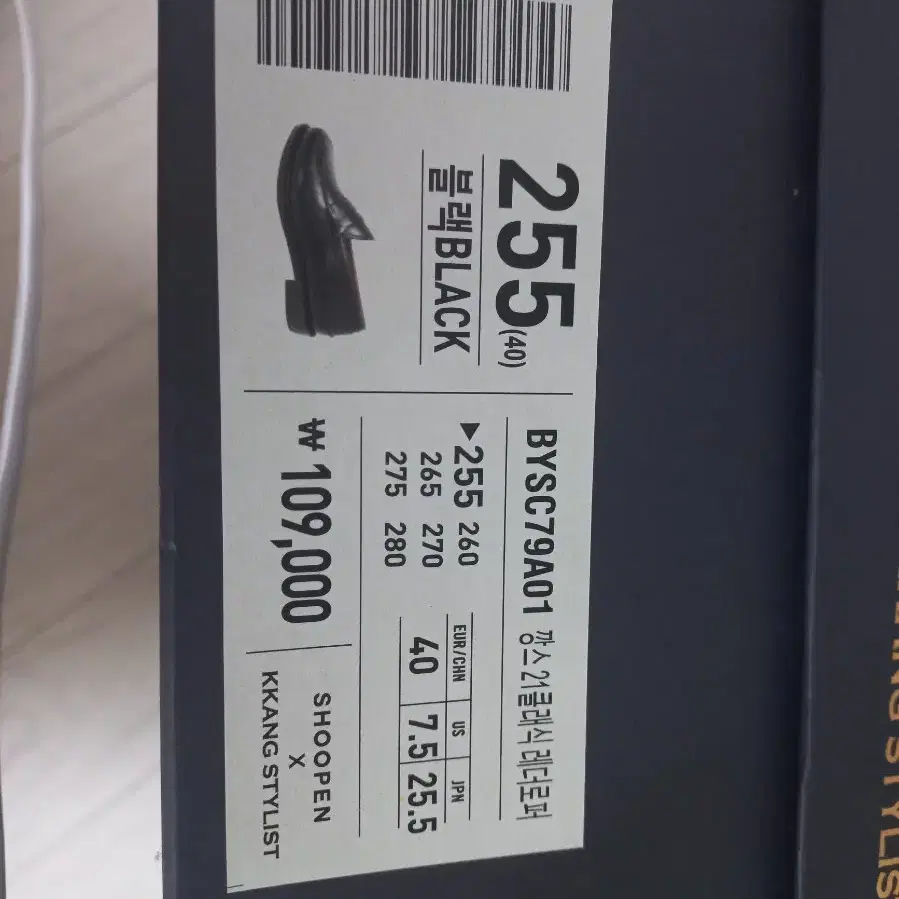 255(40)
블랙BLACK
BYSC79A01 깡스 21클래식 레더로퍼
▶255 260
265 270
275 280
EUR/CHN US JPN
40 7.5 25.5
₩109,000
SHOOPEN
X
KKANG STYLIST